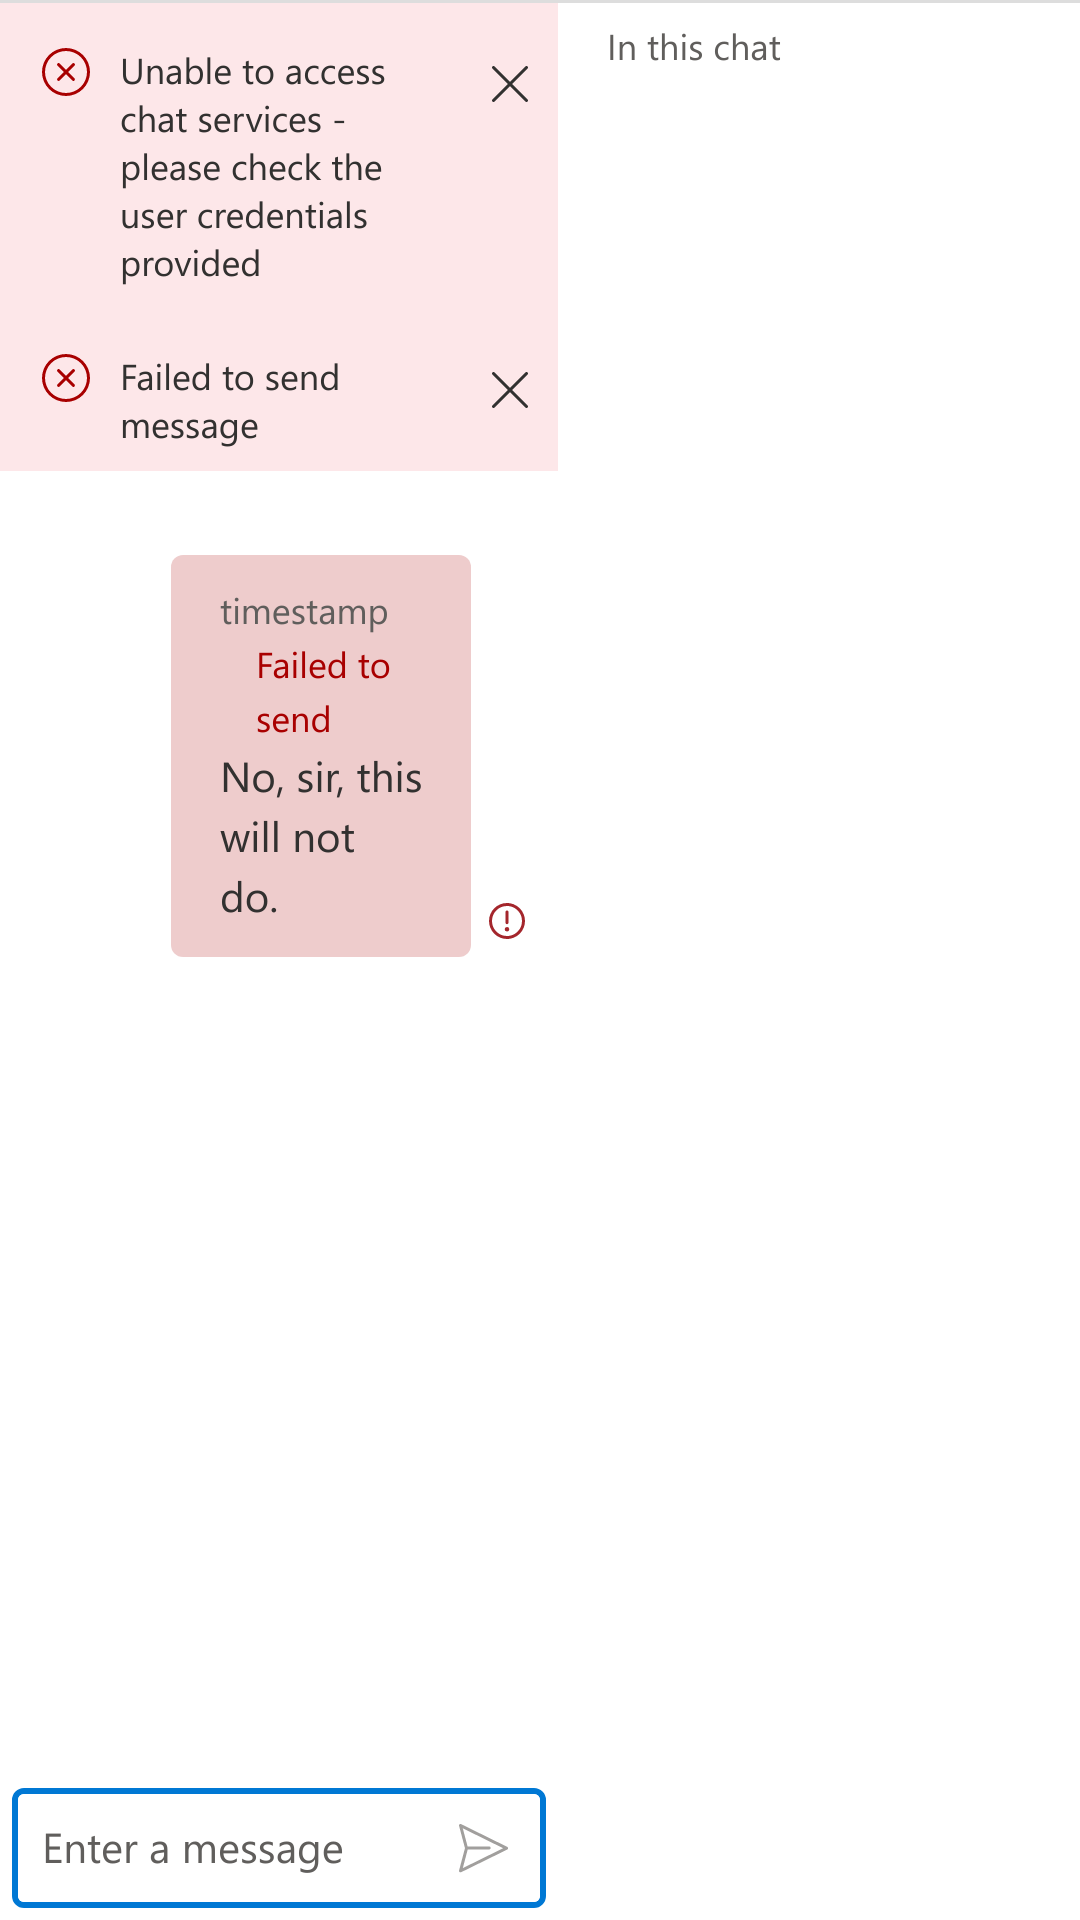 Unable to access
chat services -
please check the
user credentials
provided
Failed to send
message
In this chat
timestamp
Failed to
send
No, sir, this
will not
do.
Enter a message